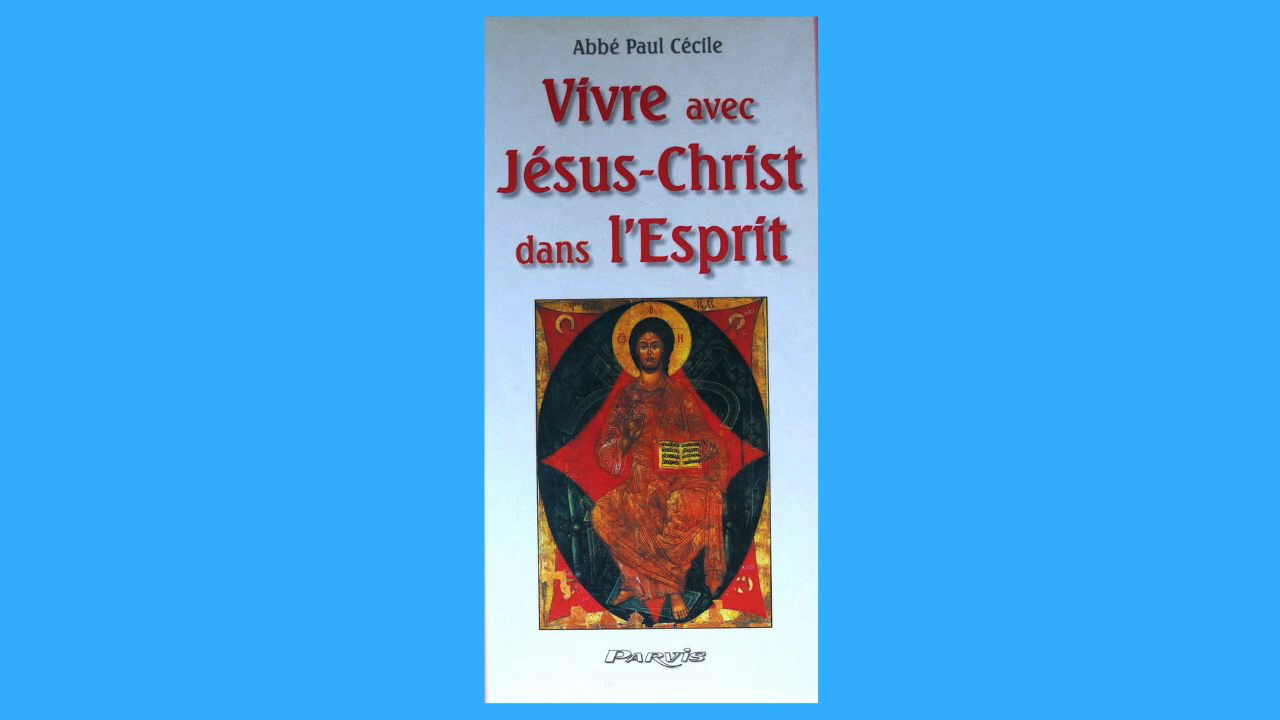 Abbé Paul Cécile
Vivre avec
Jésus-Christ
dans l'Esprit
PARVIS